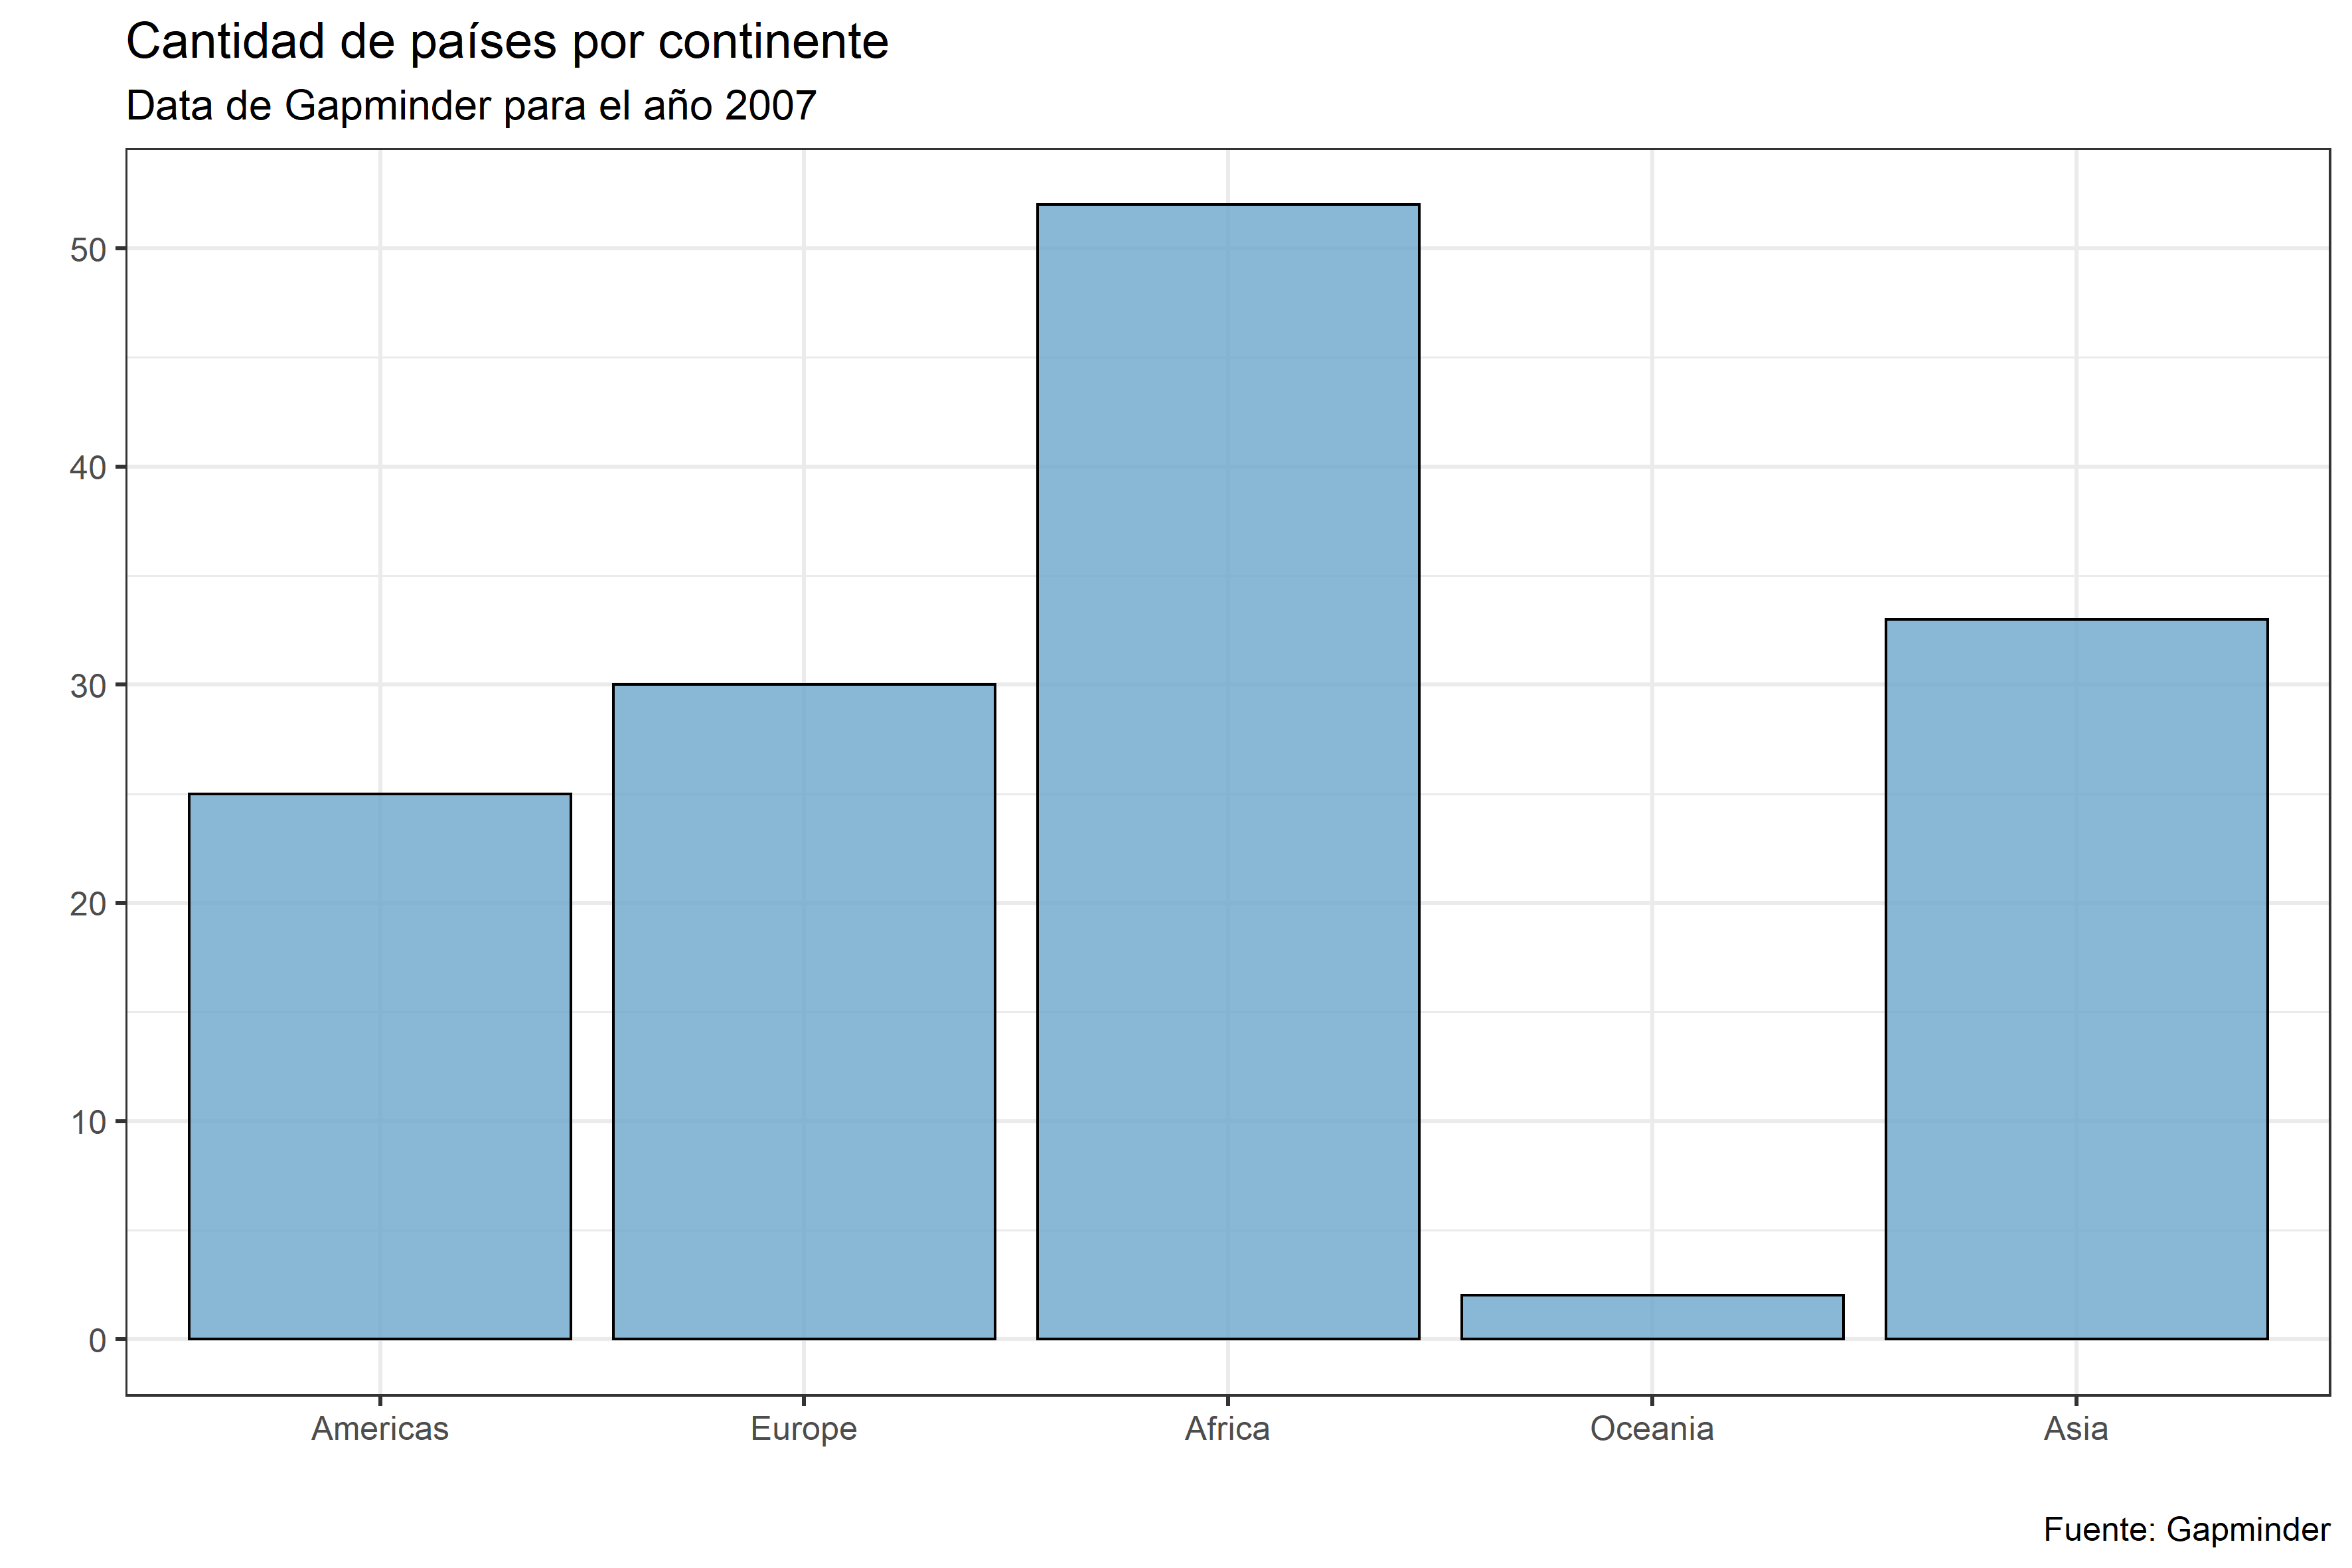 Cantidad de países por continente
Data de Gapminder para el año 2007
50
40
30
20
10
0
Americas Europe Africa Oceania Asia
Fuente: Gapminder